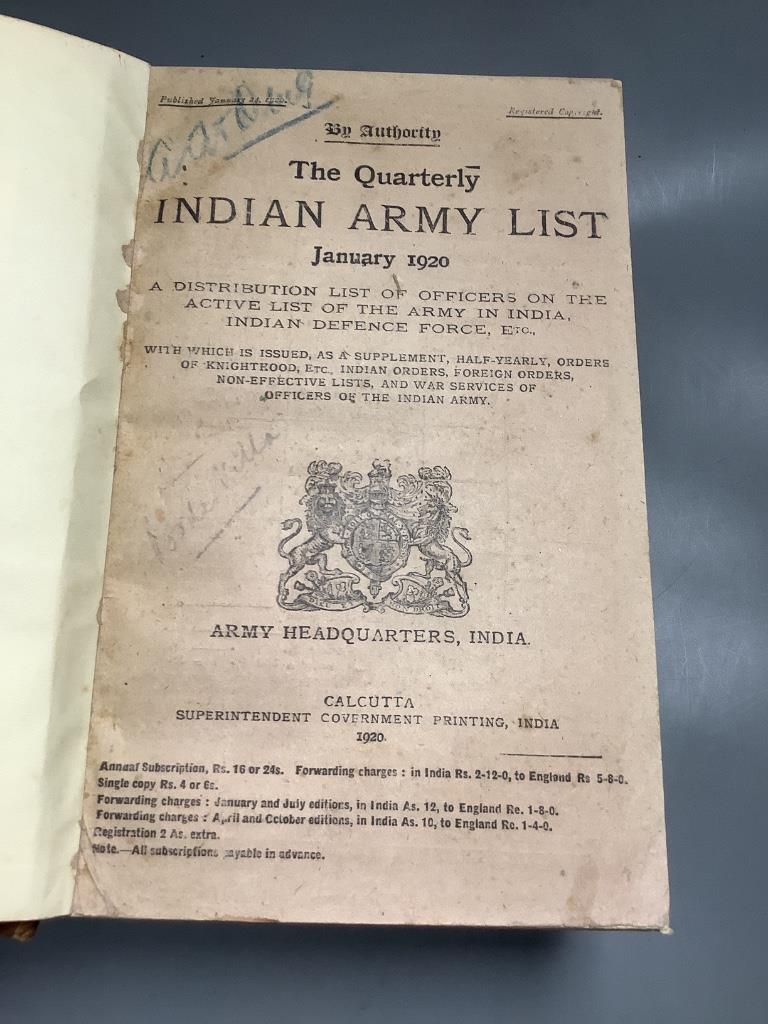 Published January 24, 1920.
Registered Copyright.
By Authority
The Quarterly
INDIAN ARMY LIST
January 1920
A DISTRIBUTION LIST OF OFFICERS ON THE
ACTIVE LIST OF THE ARMY IN INDIA,
INDIAN DEFENCE FORCE, ETC.,
WITH WHICH IS ISSUED, AS A SUPPLEMENT, HALF-YEARLY, ORDERS
OF KNIGHTHOOD, ETC., INDIAN ORDERS, FOREIGN ORDERS,
NON-EFFECTIVE LISTS, AND WAR SERVICES OF
OFFICERS OF THE INDIAN ARMY.
ARMY HEADQUARTERS, INDIA.
CALCUTTA
SUPERINTENDENT GOVERNMENT PRINTING, INDIA
1920.
Annual Subscription, Rs. 16 or 24s. Forwarding charges : in India Rs. 2-12-0, to England Rs 5-8-0.
Single copy Rs. 4 or 6s.
Forwarding charges : January and July editions, in India As. 12, to England Re. 1-8-0.
Forwarding charges : April and October editions, in India As. 10, to England Re. 1-4-0.
Registration 2 As. extra.
Note.—All subscriptions payable in advance.